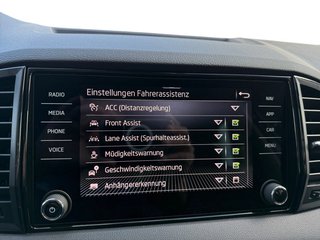 Einstellungen Fahrerassistenz
RADIO
MEDIA
PHONE
VOICE
ACC (Distanzregelung)
Front Assist
Lane Assist (Spurhalteassist.)
Müdigkeitswarnung
Geschwindigkeitswarnung
Anhängererkennung
NAV
APP
CAR
MENU